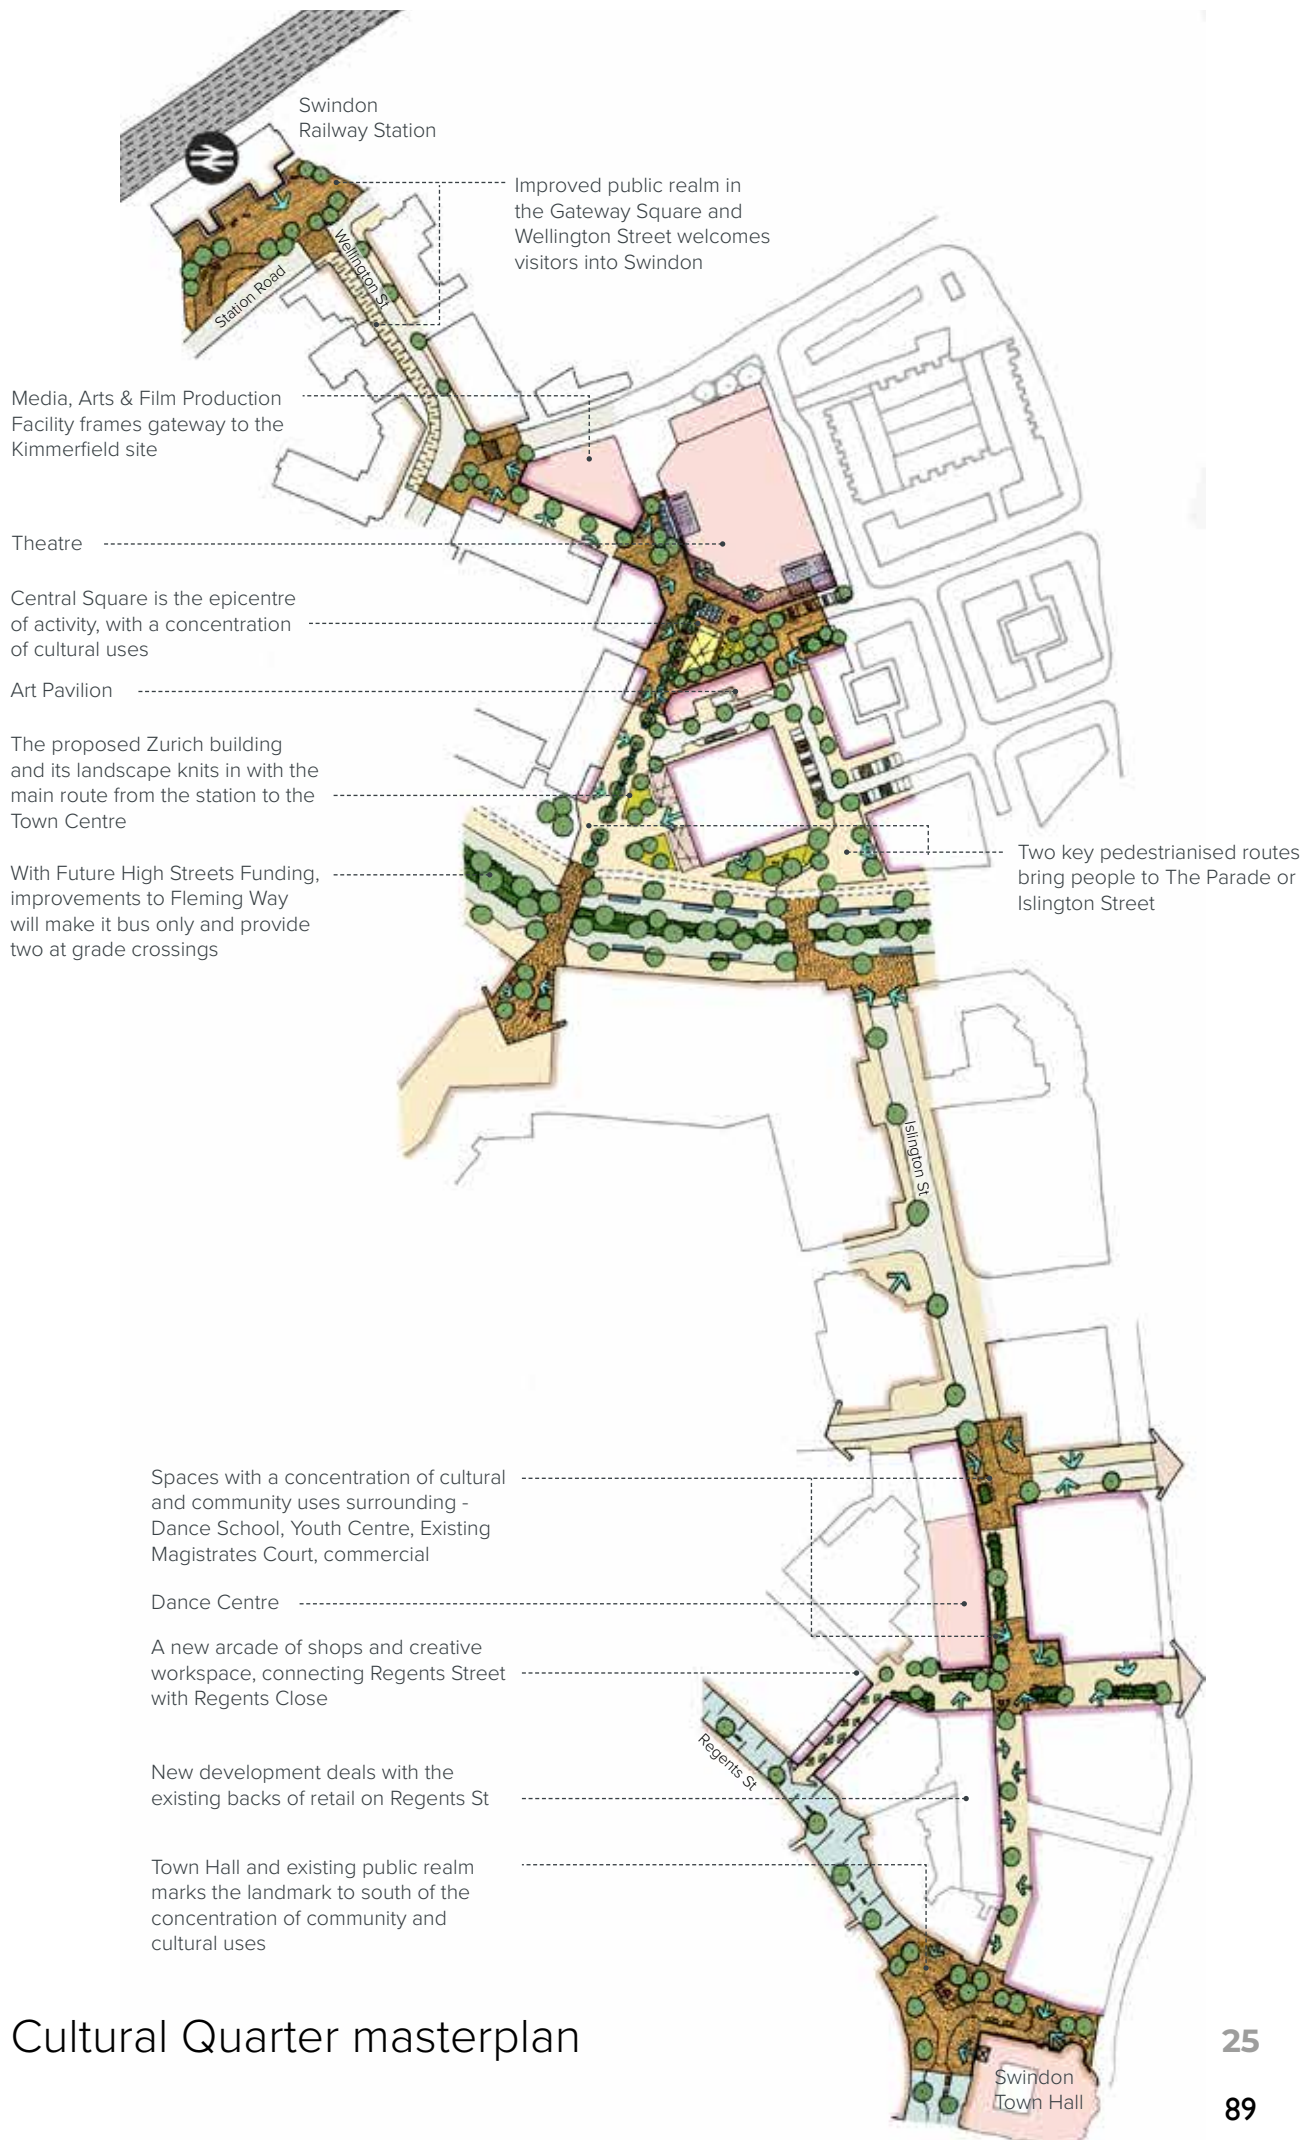 Swindon
Railway Station
Improved public realm in
the Gateway Square and
Wellington Street welcomes
visitors into Swindon
Wellington St
Station Road
Media, Arts & Film Production
Facility frames gateway to the
Kimmerfield site
Theatre
Central Square is the epicentre
of activity, with a concentration
of cultural uses
Art Pavilion
The proposed Zurich building
and its landscape knits in with the
main route from the station to the
Town Centre
Two key pedestrianised routes
bring people to The Parade or
Islington Street
With Future High Streets Funding,
improvements to Fleming Way
will make it bus only and provide
two at grade crossings
Islington St
Spaces with a concentration of cultural
and community uses surrounding -
Dance School, Youth Centre, Existing
Magistrates Court, commercial
Dance Centre
A new arcade of shops and creative
workspace, connecting Regents Street
with Regents Close
Regents St
New development deals with the
existing backs of retail on Regents St
Town Hall and existing public realm
marks the landmark to south of the
concentration of community and
cultural uses
Cultural Quarter masterplan
25
Swindon
Town Hall
89